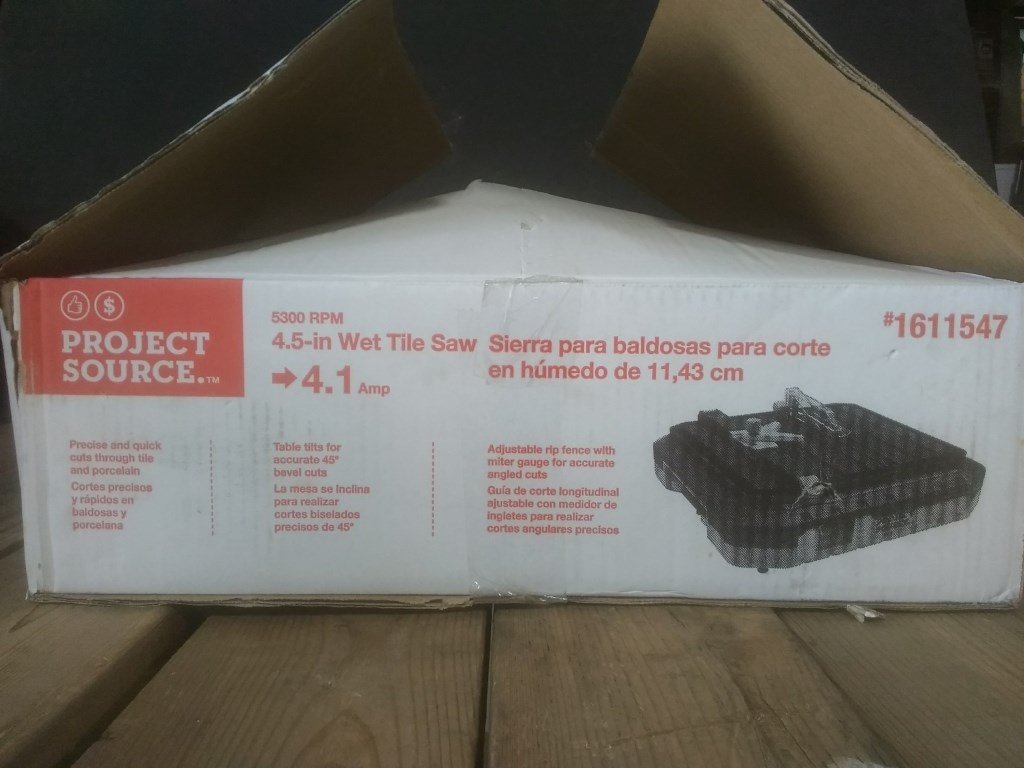 $
PROJECT
SOURCE.™
5300 RPM
4.5-in Wet Tile Saw
➔4.1 Amp
Sierra para baldosas para corte
en húmedo de 11,43 cm
#1611547
Precise and quick
cuts through tile
and porcelain
Cortes precisos
y rápidos en
baldosas y
porcelana
Table tilts for
accurate 45°
bevel cuts
La mesa se inclina
para realizar
cortes biselados
precisos de 45°
Adjustable rip fence with
miter gauge for accurate
angled cuts
Guía de corte longitudinal
ajustable con medidor de
ingletes para realizar
cortes angulares precisos